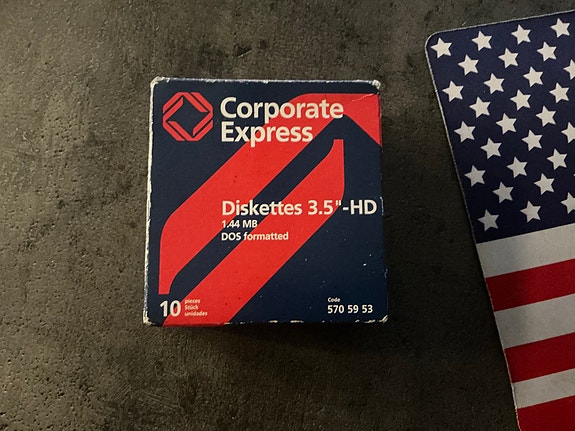 Corporate
Express
Diskettes 3.5"-HD
1.44 MB
DOS formatted
10 pieces
Stück
unidades
Code
570 59 53